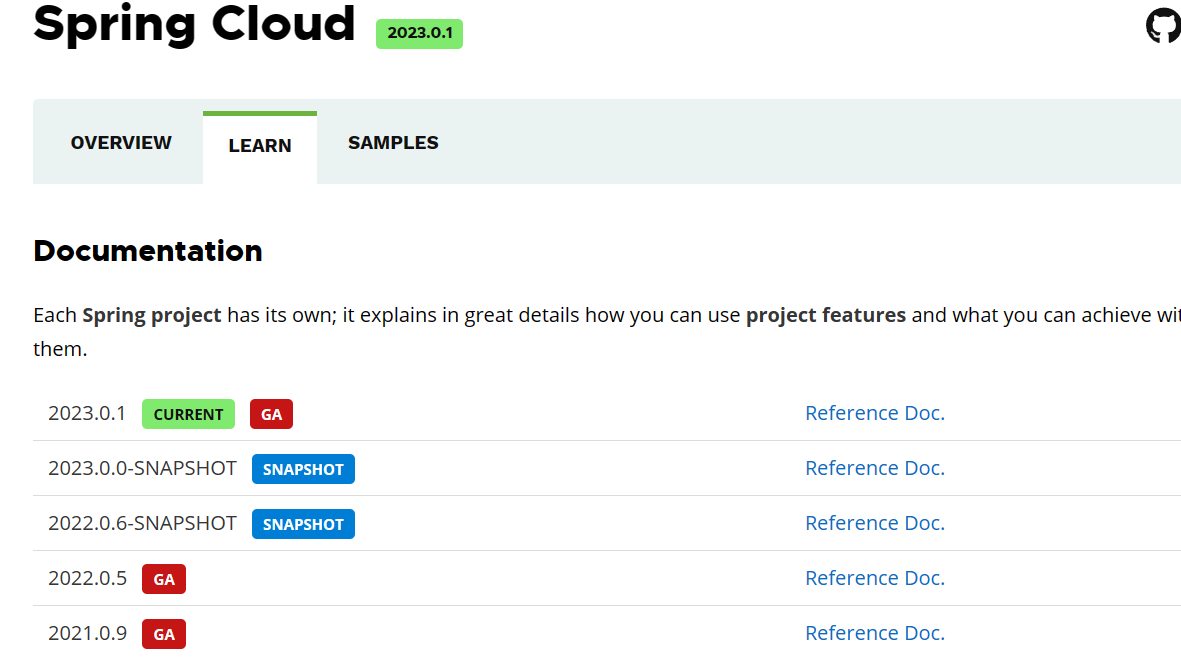 Spring Cloud 2023.0.1
OVERVIEW LEARN SAMPLES
Documentation
Each Spring project has its own; it explains in great details how you can use project features and what you can achieve
them.
2023.0.1 CURRENT GA Reference Doc.
2023.0.0-SNAPSHOT SNAPSHOT Reference Doc.
2022.0.6-SNAPSHOT SNAPSHOT Reference Doc.
2022.0.5 GA Reference Doc.
2021.0.9 GA Reference Doc.